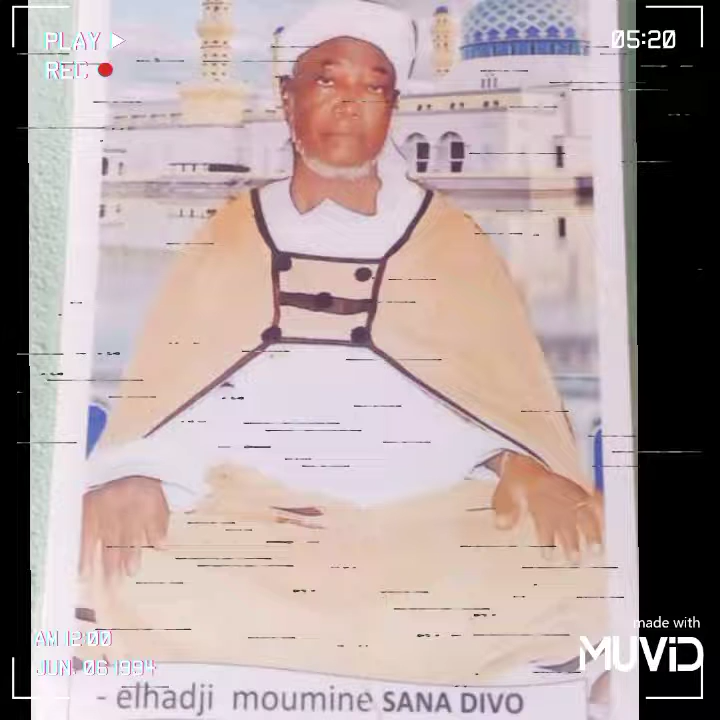 PLAY
05:20
REC
AM 12:00
JUN. 06 1994
made with
MUViD
- elhadji moumine SANA DIVO